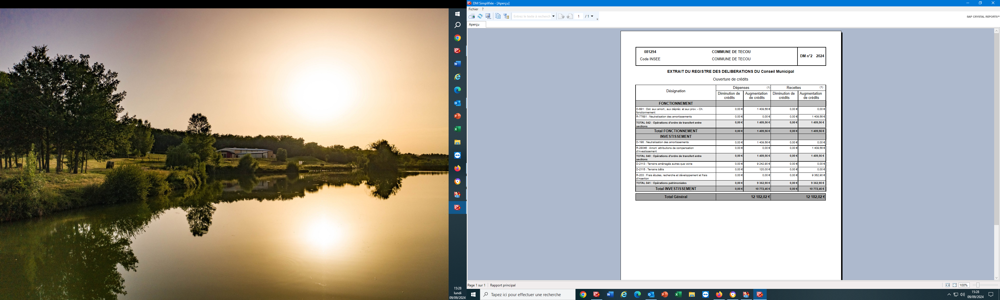 DM Simplifiée - [Aperçu]
Fichier ?
Entrez le texte à recherch
1 / 1
SAP CRYSTAL REPORTS®
Aperçu
081294 COMMUNE DE TECOU
Code INSEE COMMUNE DE TECOU
DM n°2 2024
EXTRAIT DU REGISTRE DES DELIBERATIONS DU Conseil Municipal
Ouverture de crédits
Désignation Dépenses (1) Recettes (1)
Diminution de crédits Augmentation de crédits Diminution de crédits Augmentation de crédits
FONCTIONNEMENT
D-681 : Dot. aux amort., aux dépréc. et aux prov. - Ch. fonctionnement 0,00 € 1 409,56 € 0,00 € 0,00 €
R-77681 : Neutralisation des amortissements 0,00 € 0,00 € 0,00 € 1 409,56 €
TOTAL 042 : Opérations d'ordre de transfert entre sections 0,00 € 1 409,56 € 0,00 € 1 409,56 €
Total FONCTIONNEMENT 0,00 € 1 409,56 € 0,00 € 1 409,56 €
INVESTISSEMENT
D-198 : Neutralisation des amortissements 0,00 € 1 409,56 € 0,00 € 0,00 €
R-28046 : Amort. attributions de compensation d'investissement 0,00 € 0,00 € 0,00 € 1 409,56 €
TOTAL 040 : Opérations d'ordre de transfert entre sections 0,00 € 1 409,56 € 0,00 € 1 409,56 €
D-2113 : Terrains aménagés autres que voirie 0,00 € 9 242,90 € 0,00 € 0,00 €
D-2115 : Terrains bâtis 0,00 € 120,00 € 0,00 € 0,00 €
R-203 : Frais études, recherche et développement et frais d'insertion 0,00 € 0,00 € 0,00 € 9 362,90 €
TOTAL 041 : Opérations patrimoniales 0,00 € 9 362,90 € 0,00 € 9 362,90 €
Total INVESTISSEMENT 0,00 € 10 772,46 € 0,00 € 10 772,46 €
Total Général 12 182,02 € 12 182,02 €
Page 1 sur 1 Rapport principal
100%
15:28
lundi
09/09/2024
Tapez ici pour effectuer une recherche
15:28
09/09/2024